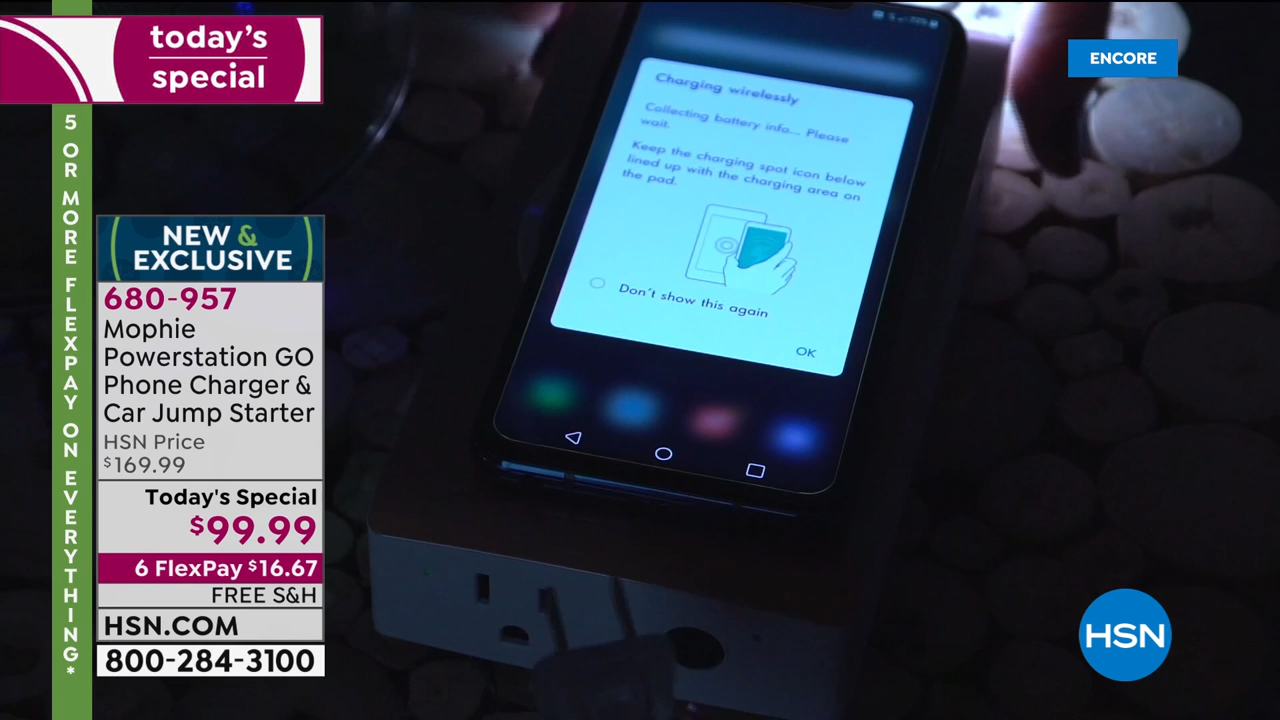 today's
special
ENCORE
5 OR MORE FLEXPAY ON EVERYTHING*
NEW &
EXCLUSIVE
680-957
Mophie
Powerstation GO
Phone Charger &
Car Jump Starter
HSN Price
$169.99
Today's Special
$99.99
6 FlexPay $16.67
FREE S&H
HSN.COM
800-284-3100
Charging wirelessly
Collecting battery info... Please
wait.
Keep the charging spot icon below
lined up with the charging area on
the pad.
Don't show this again
OK
HSN